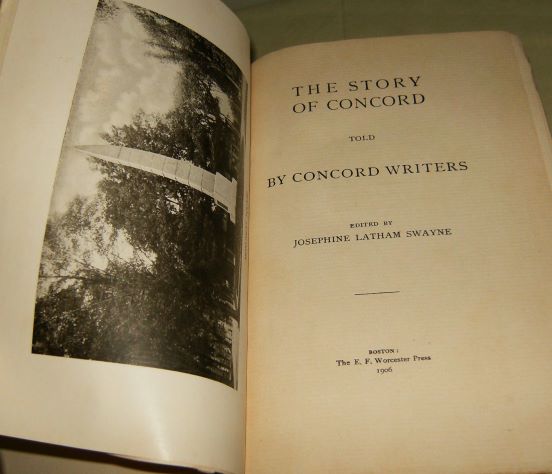 THE STORY
OF CONCORD
TOLD
BY CONCORD WRITERS
EDITED BY
JOSEPHINE LATHAM SWAYNE
BOSTON:
The E. F. Worcester Press
1906